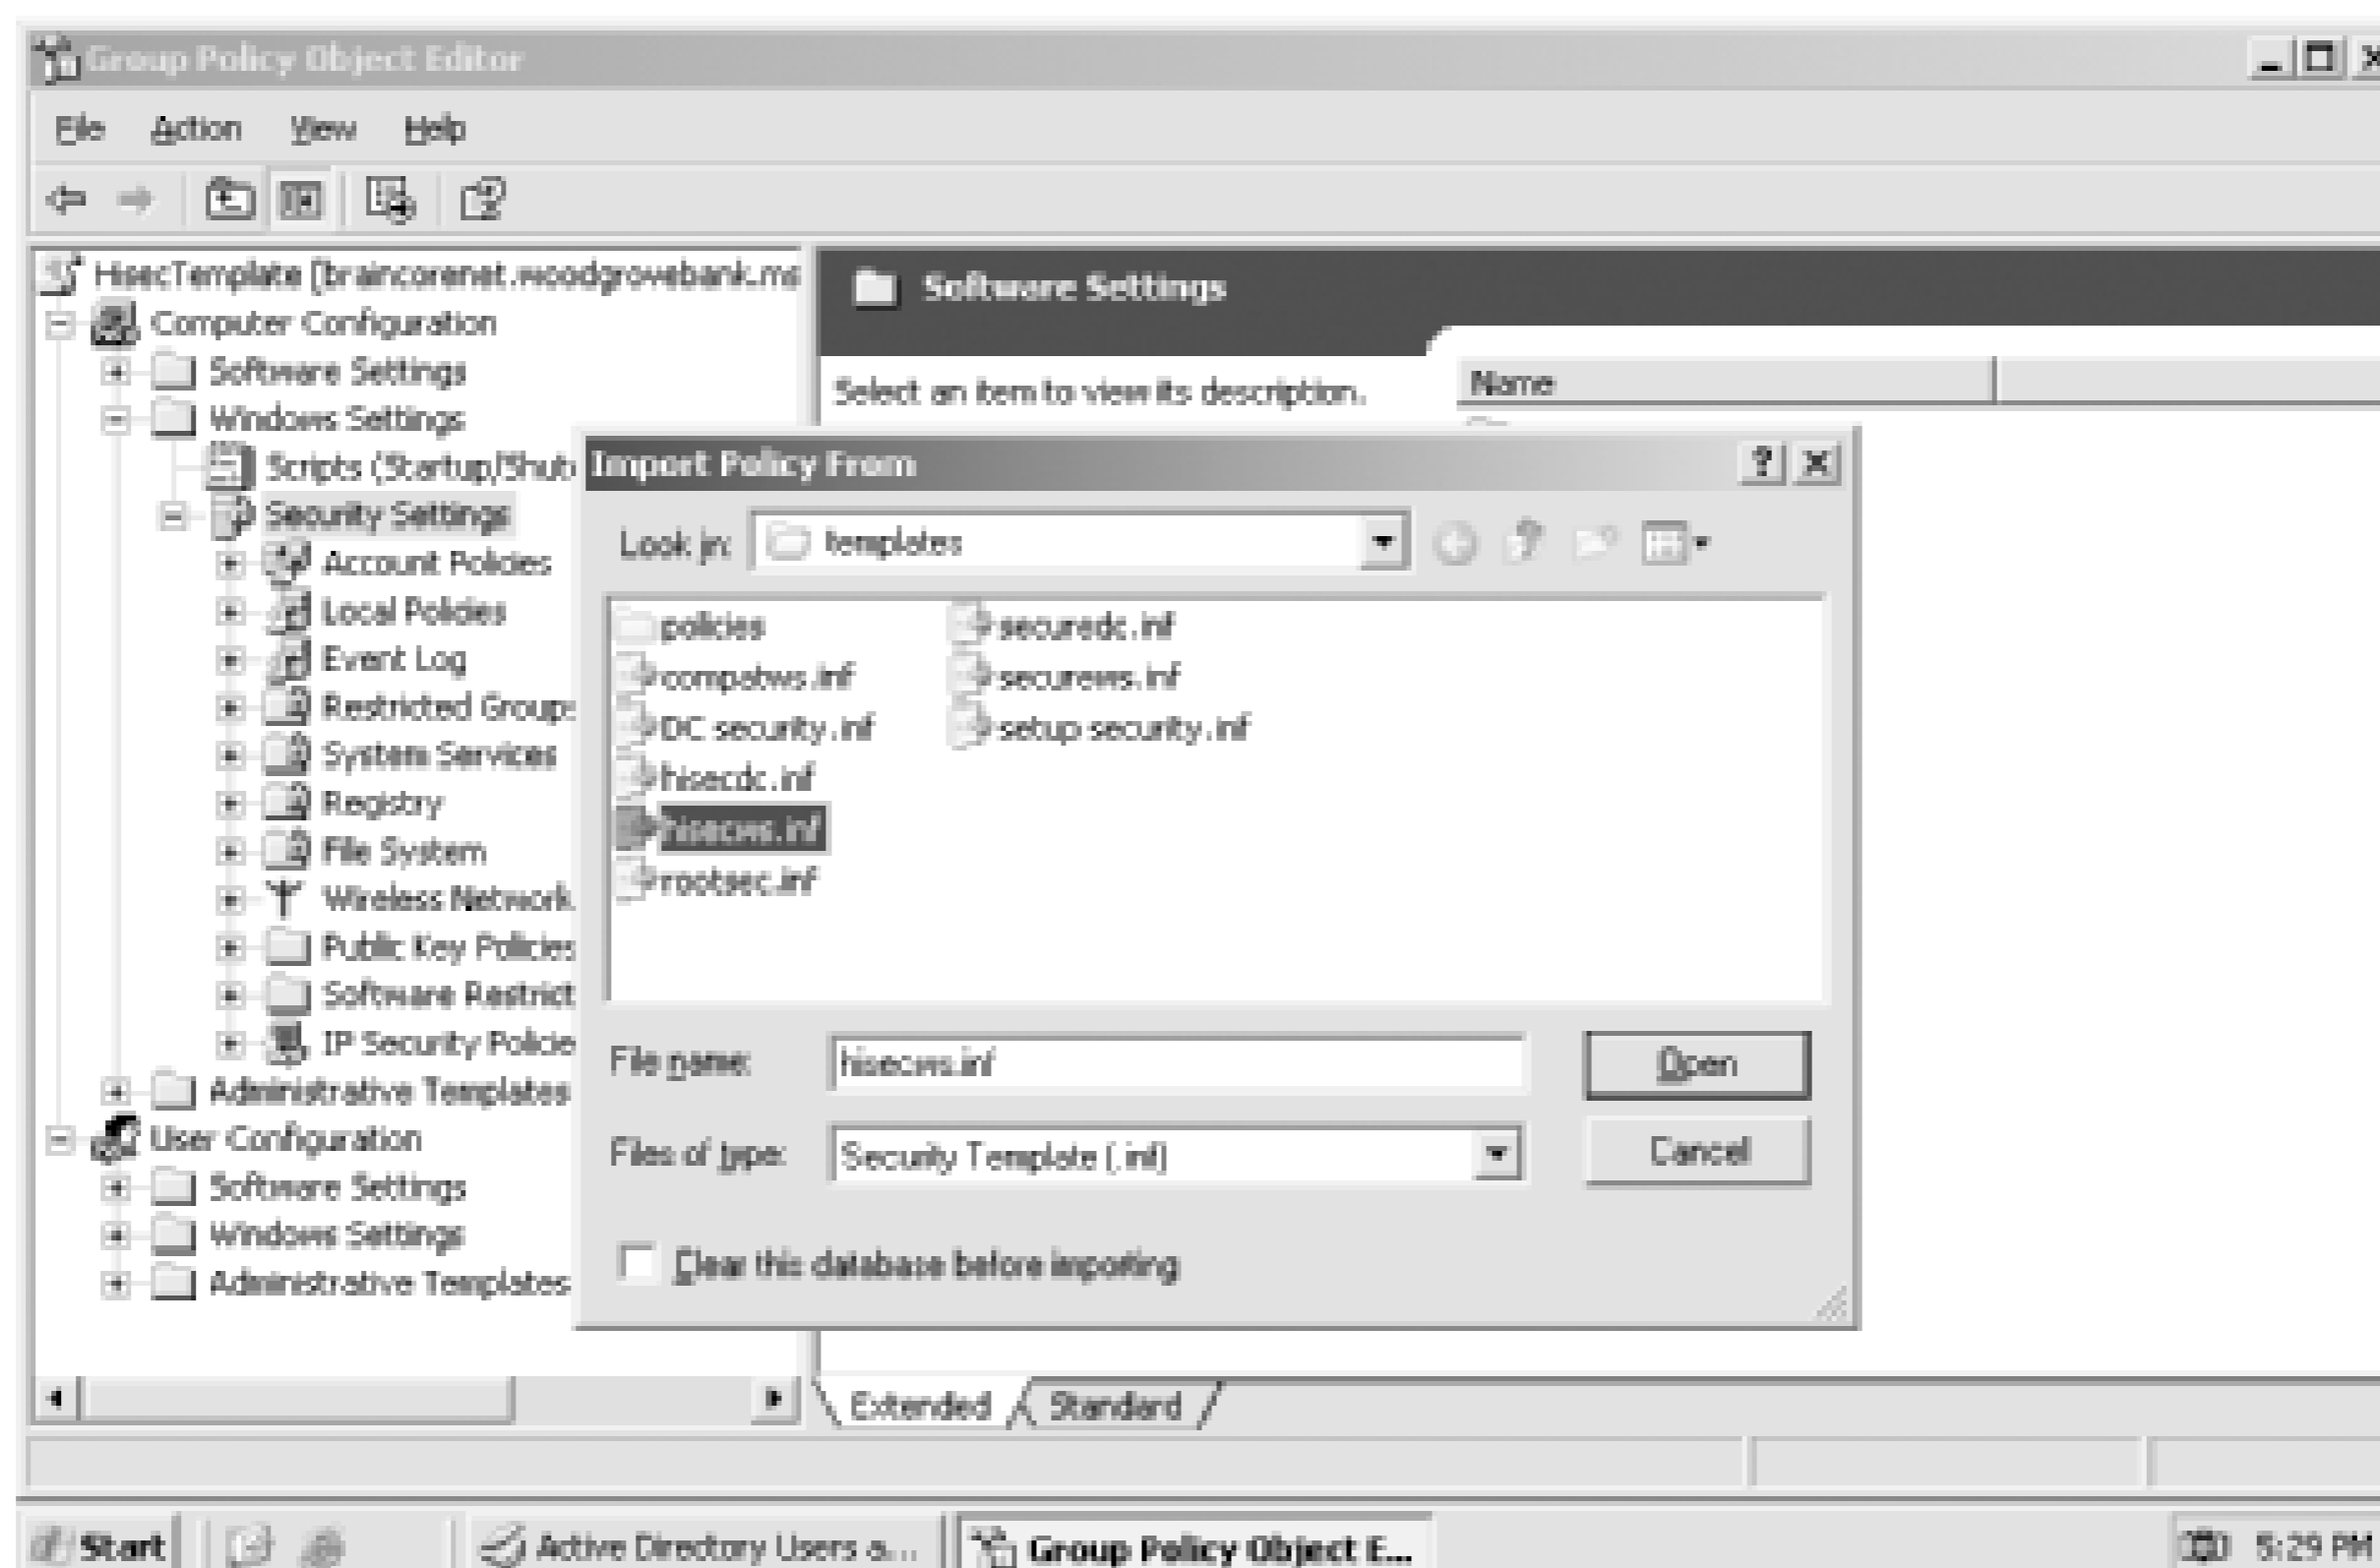 Group Policy Object Editor
File Action View Help
HisecTemplate [braincorenet.woodgrovebank.ms
Computer Configuration
Software Settings
Windows Settings
Scripts (Startup/Shut
Security Settings
Account Policies
Local Policies
Event Log
Restricted Groups
System Services
Registry
File System
Wireless Network
Public Key Policies
Software Restrict
IP Security Policie
Administrative Templates
User Configuration
Software Settings
Windows Settings
Administrative Templates
Software Settings
Select an item to view its description.
Name
Import Policy From
Look in: templates
policies
compatws.inf
DC security.inf
hisecdc.inf
hisecws.inf
rootsec.inf
securedc.inf
securews.inf
setup security.inf
File name: hisecws.inf
Open
Files of type: Security Template (.inf)
Cancel
Clear this database before importing
Extended Standard
Start Active Directory Users a... Group Policy Object E... 5:29 PM